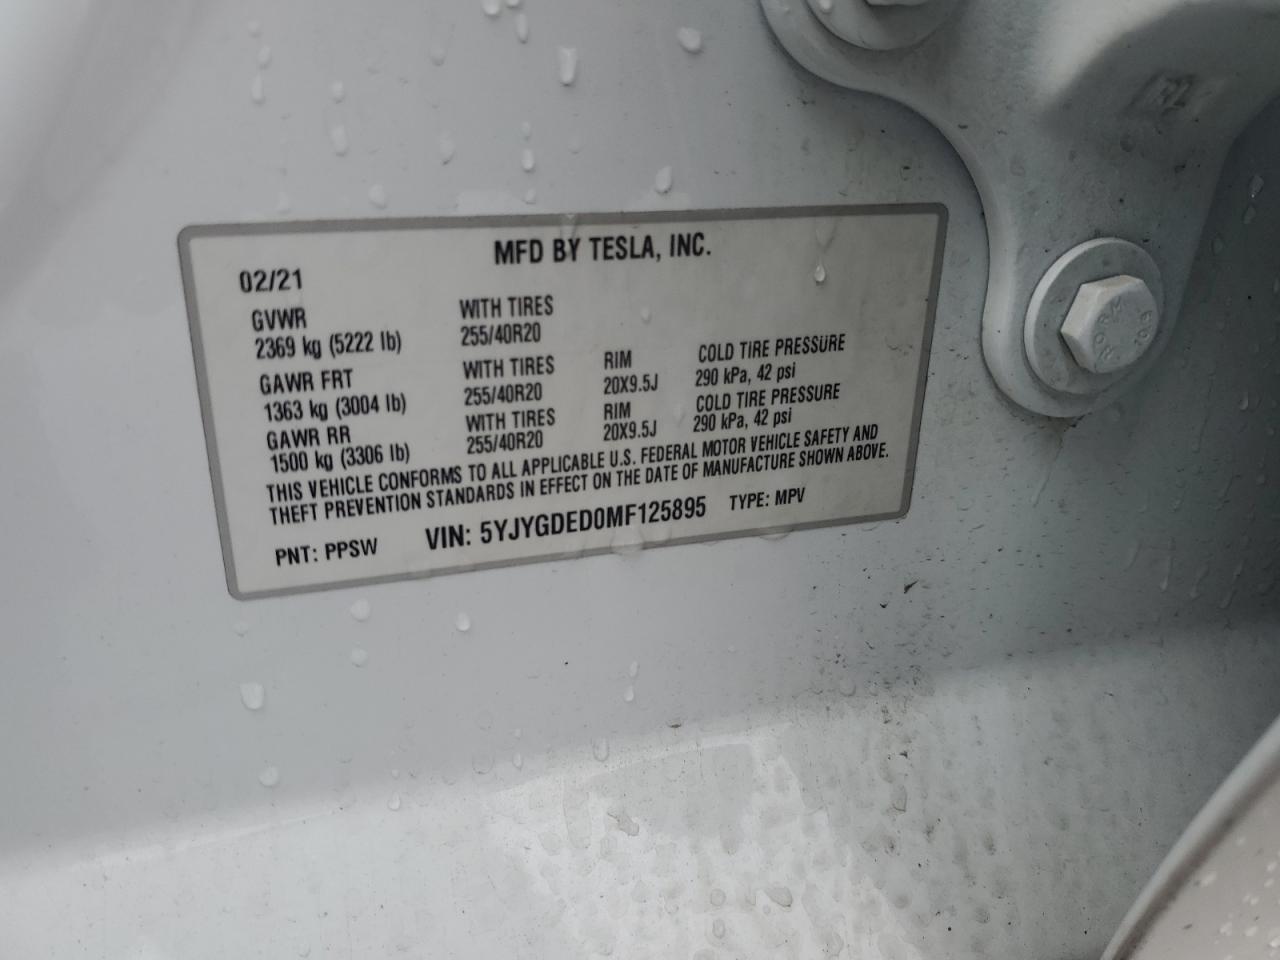 MFD BY TESLA, INC.
02/21
GVWR WITH TIRES
2369 kg (5222 lb) 255/40R20
GAWR FRT WITH TIRES RIM COLD TIRE PRESSURE
1363 kg (3004 lb) 255/40R20 20X9.5J 290 kPa, 42 psi
GAWR RR WITH TIRES RIM COLD TIRE PRESSURE
1500 kg (3306 lb) 255/40R20 20X9.5J 290 kPa, 42 psi
THIS VEHICLE CONFORMS TO ALL APPLICABLE U.S. FEDERAL MOTOR VEHICLE SAFETY AND
THEFT PREVENTION STANDARDS IN EFFECT ON THE DATE OF MANUFACTURE SHOWN ABOVE.
PNT: PPSW VIN: 5YJYGDED0MF125895 TYPE: MPV